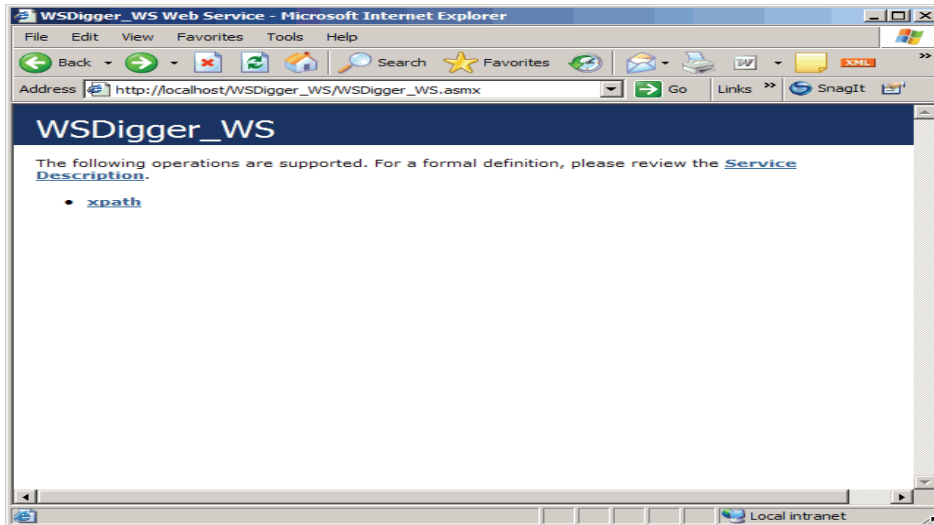 WSDigger_WS Web Service - Microsoft Internet Explorer
File Edit View Favorites Tools Help
Back Search Favorites W XML »
Address http://localhost/WSDigger_WS/WSDigger_WS.asmx Go Links » SnagIt
WSDigger_WS
The following operations are supported. For a formal definition, please review the Service
Description.
• xpath
Local intranet